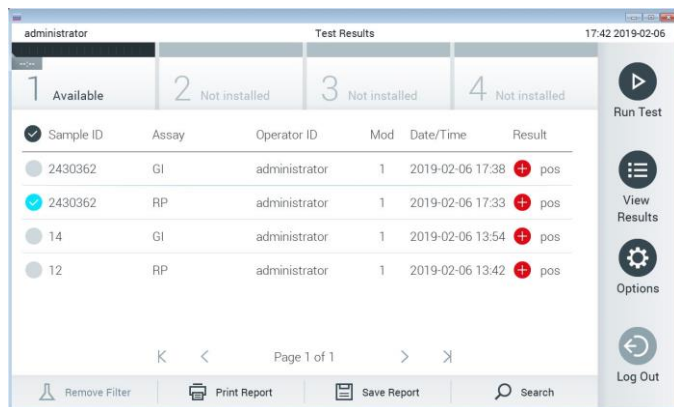 administrator Test Results 17:42 2019-02-06
--:--
1 Available 2 Not installed 3 Not installed 4 Not installed
Run Test
Sample ID Assay Operator ID Mod Date/Time Result
2430362 GI administrator 1 2019-02-06 17:38 pos
2430362 RP administrator 1 2019-02-06 17:33 pos
View
Results
14 GI administrator 1 2019-02-06 13:54 pos
12 RP administrator 1 2019-02-06 13:42 pos
Options
Page 1 of 1
Log Out
Remove Filter Print Report Save Report Search